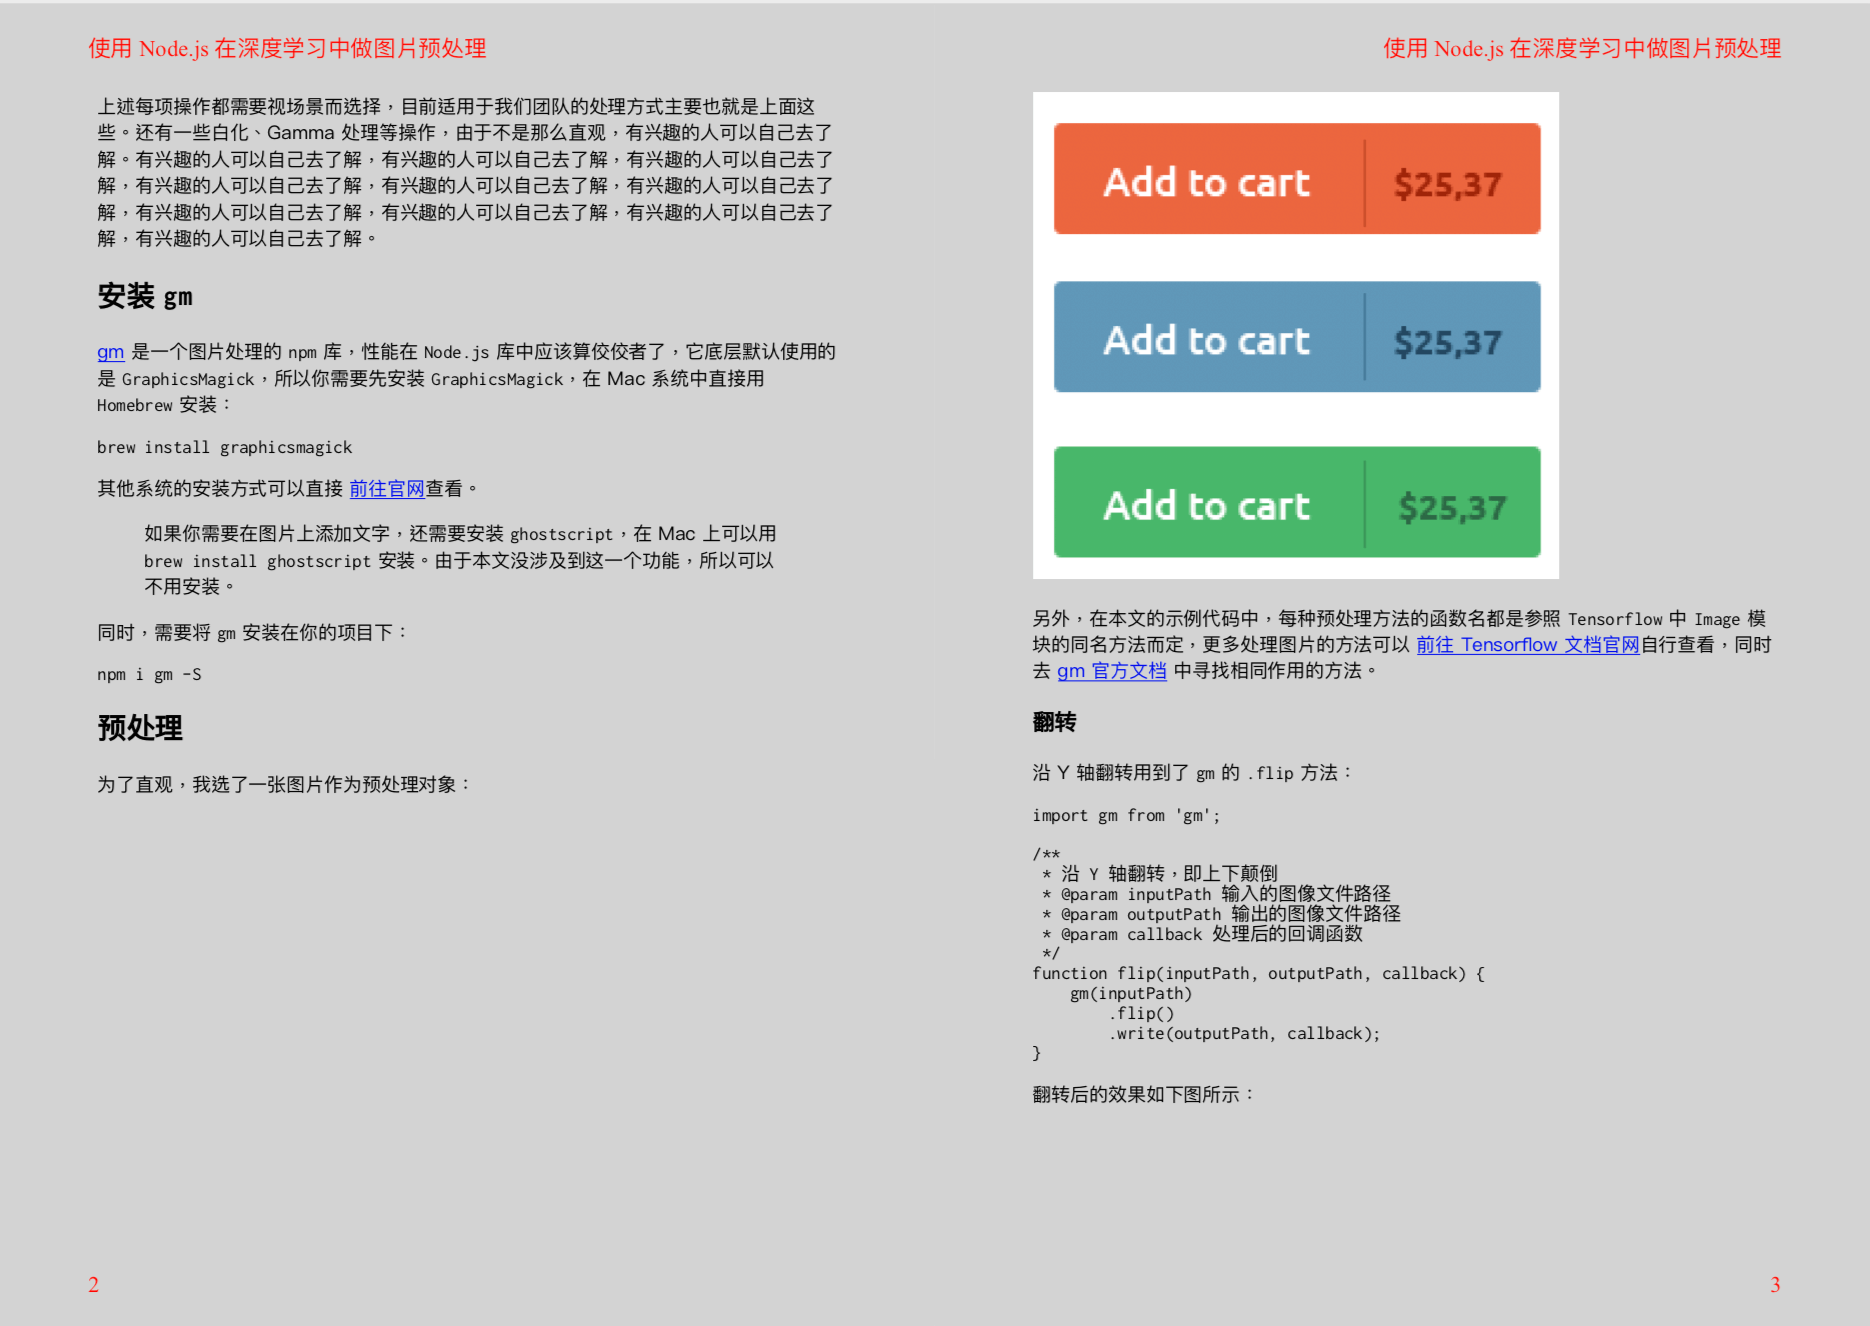 使用 Node.js 在深度学习中做图片预处理
上述每项操作都需要视场景而选择，目前适用于我们团队的处理方式主要也就是上面这
些。还有一些白化、Gamma 处理等操作，由于不是那么直观，有兴趣的人可以自己去了
解。有兴趣的人可以自己去了解，有兴趣的人可以自己去了解，有兴趣的人可以自己去了
解，有兴趣的人可以自己去了解，有兴趣的人可以自己去了解，有兴趣的人可以自己去了
解，有兴趣的人可以自己去了解，有兴趣的人可以自己去了解，有兴趣的人可以自己去了
解，有兴趣的人可以自己去了解。
安装 gm
gm 是一个图片处理的 npm 库，性能在 Node.js 库中应该算佼佼者了，它底层默认使用的
是 GraphicsMagick，所以你需要先安装 GraphicsMagick，在 Mac 系统中直接用
Homebrew 安装：
brew install graphicsmagick
其他系统的安装方式可以直接 前往官网查看。
如果你需要在图片上添加文字，还需要安装 ghostscript，在 Mac 上可以用
brew install ghostscript 安装。由于本文没涉及到这一个功能，所以可以
不用安装。
同时，需要将 gm 安装在你的项目下：
npm i gm -S
预处理
为了直观，我选了一张图片作为预处理对象：
2
使用 Node.js 在深度学习中做图片预处理
Add to cart $25,37
Add to cart $25,37
Add to cart $25,37
另外，在本文的示例代码中，每种预处理方法的函数名都是参照 Tensorflow 中 Image 模
块的同名方法而定，更多处理图片的方法可以 前往 Tensorflow 文档官网自行查看，同时
去 gm 官方文档 中寻找相同作用的方法。
翻转
沿 Y 轴翻转用到了 gm 的 .flip 方法：
import gm from 'gm';
/**
 * 沿 Y 轴翻转，即上下颠倒
 * @param inputPath 输入的图像文件路径
 * @param outputPath 输出的图像文件路径
 * @param callback 处理后的回调函数
 */
function flip(inputPath, outputPath, callback) {
    gm(inputPath)
        .flip()
        .write(outputPath, callback);
}
翻转后的效果如下图所示：
3